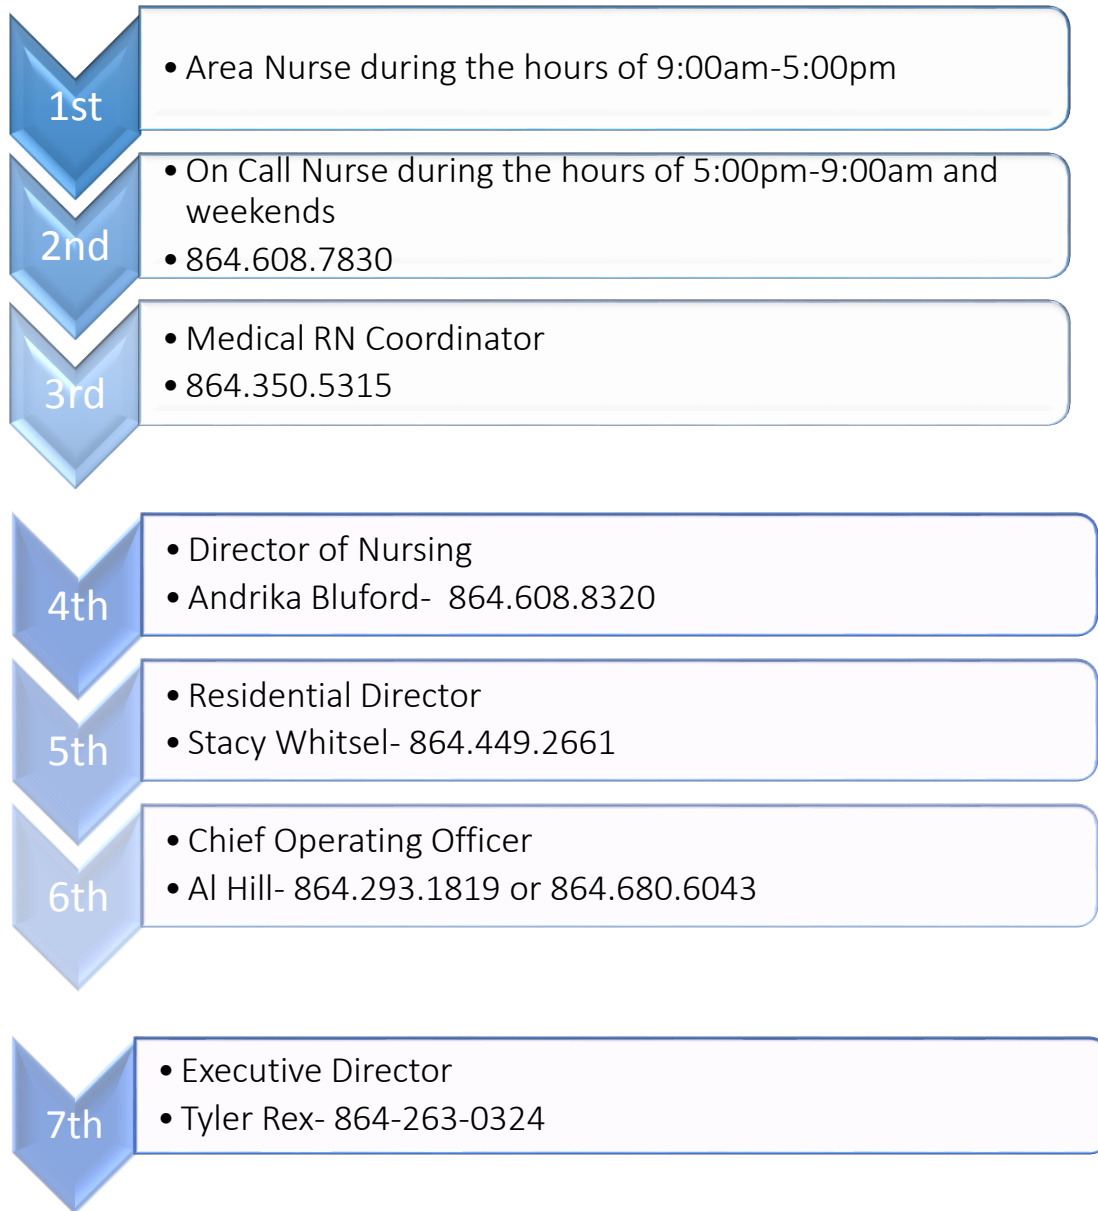 1st
• Area Nurse during the hours of 9:00am-5:00pm
2nd
• On Call Nurse during the hours of 5:00pm-9:00am and
weekends
• 864.608.7830
3rd
• Medical RN Coordinator
• 864.350.5315
4th
• Director of Nursing
• Andrika Bluford-  864.608.8320
5th
• Residential Director
• Stacy Whitsel- 864.449.2661
6th
• Chief Operating Officer
• Al Hill- 864.293.1819 or 864.680.6043
7th
• Executive Director
• Tyler Rex- 864-263-0324